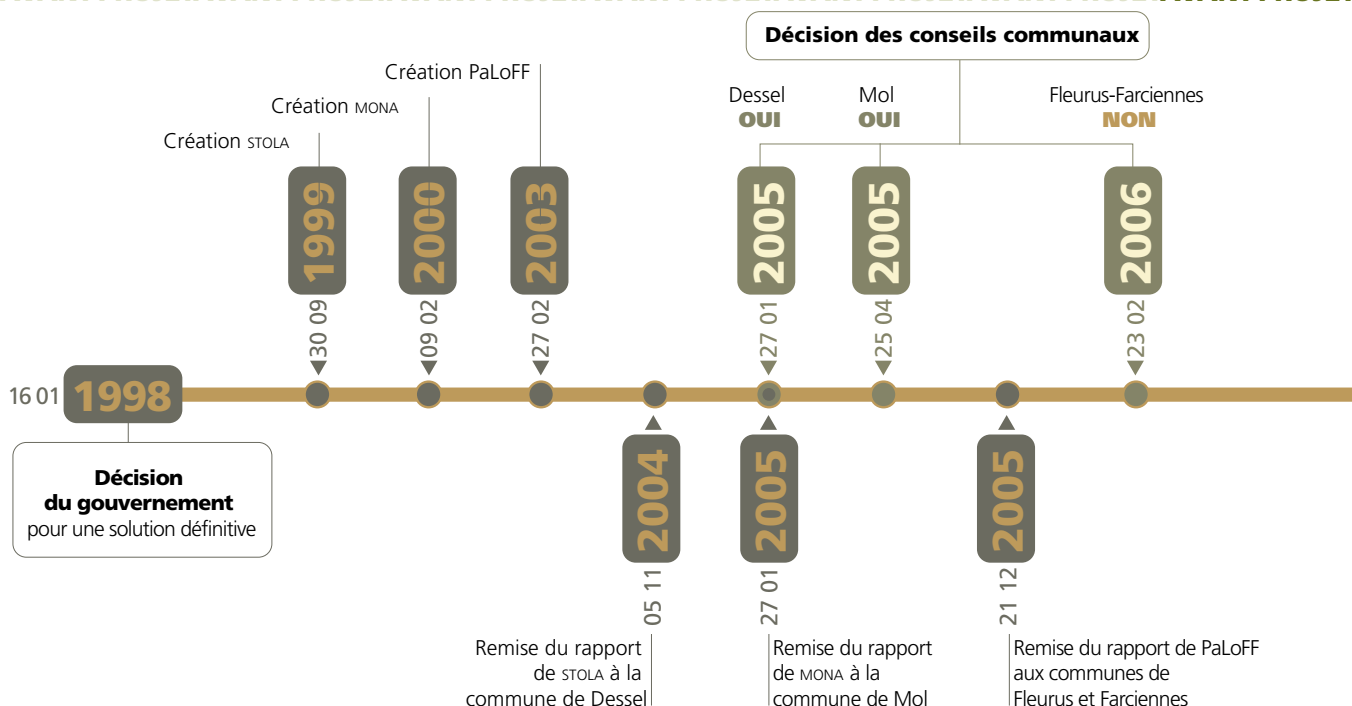 Décision des conseils communaux
Création PaLoFF
Création MONA
Création STOLA
Dessel
OUI
Mol
OUI
Fleurus-Farciennes
NON
1999
2000
2003
2005
2005
2006
30 09
09 02
27 02
27 01
25 04
23 02
16 01 1998
Décision
du gouvernement
pour une solution définitive
2004
2005
2005
05 11
27 01
21 12
Remise du rapport
de STOLA à la
commune de Dessel
Remise du rapport
de MONA à la
commune de Mol
Remise du rapport de PaLoFF
aux communes de
Fleurus et Farciennes